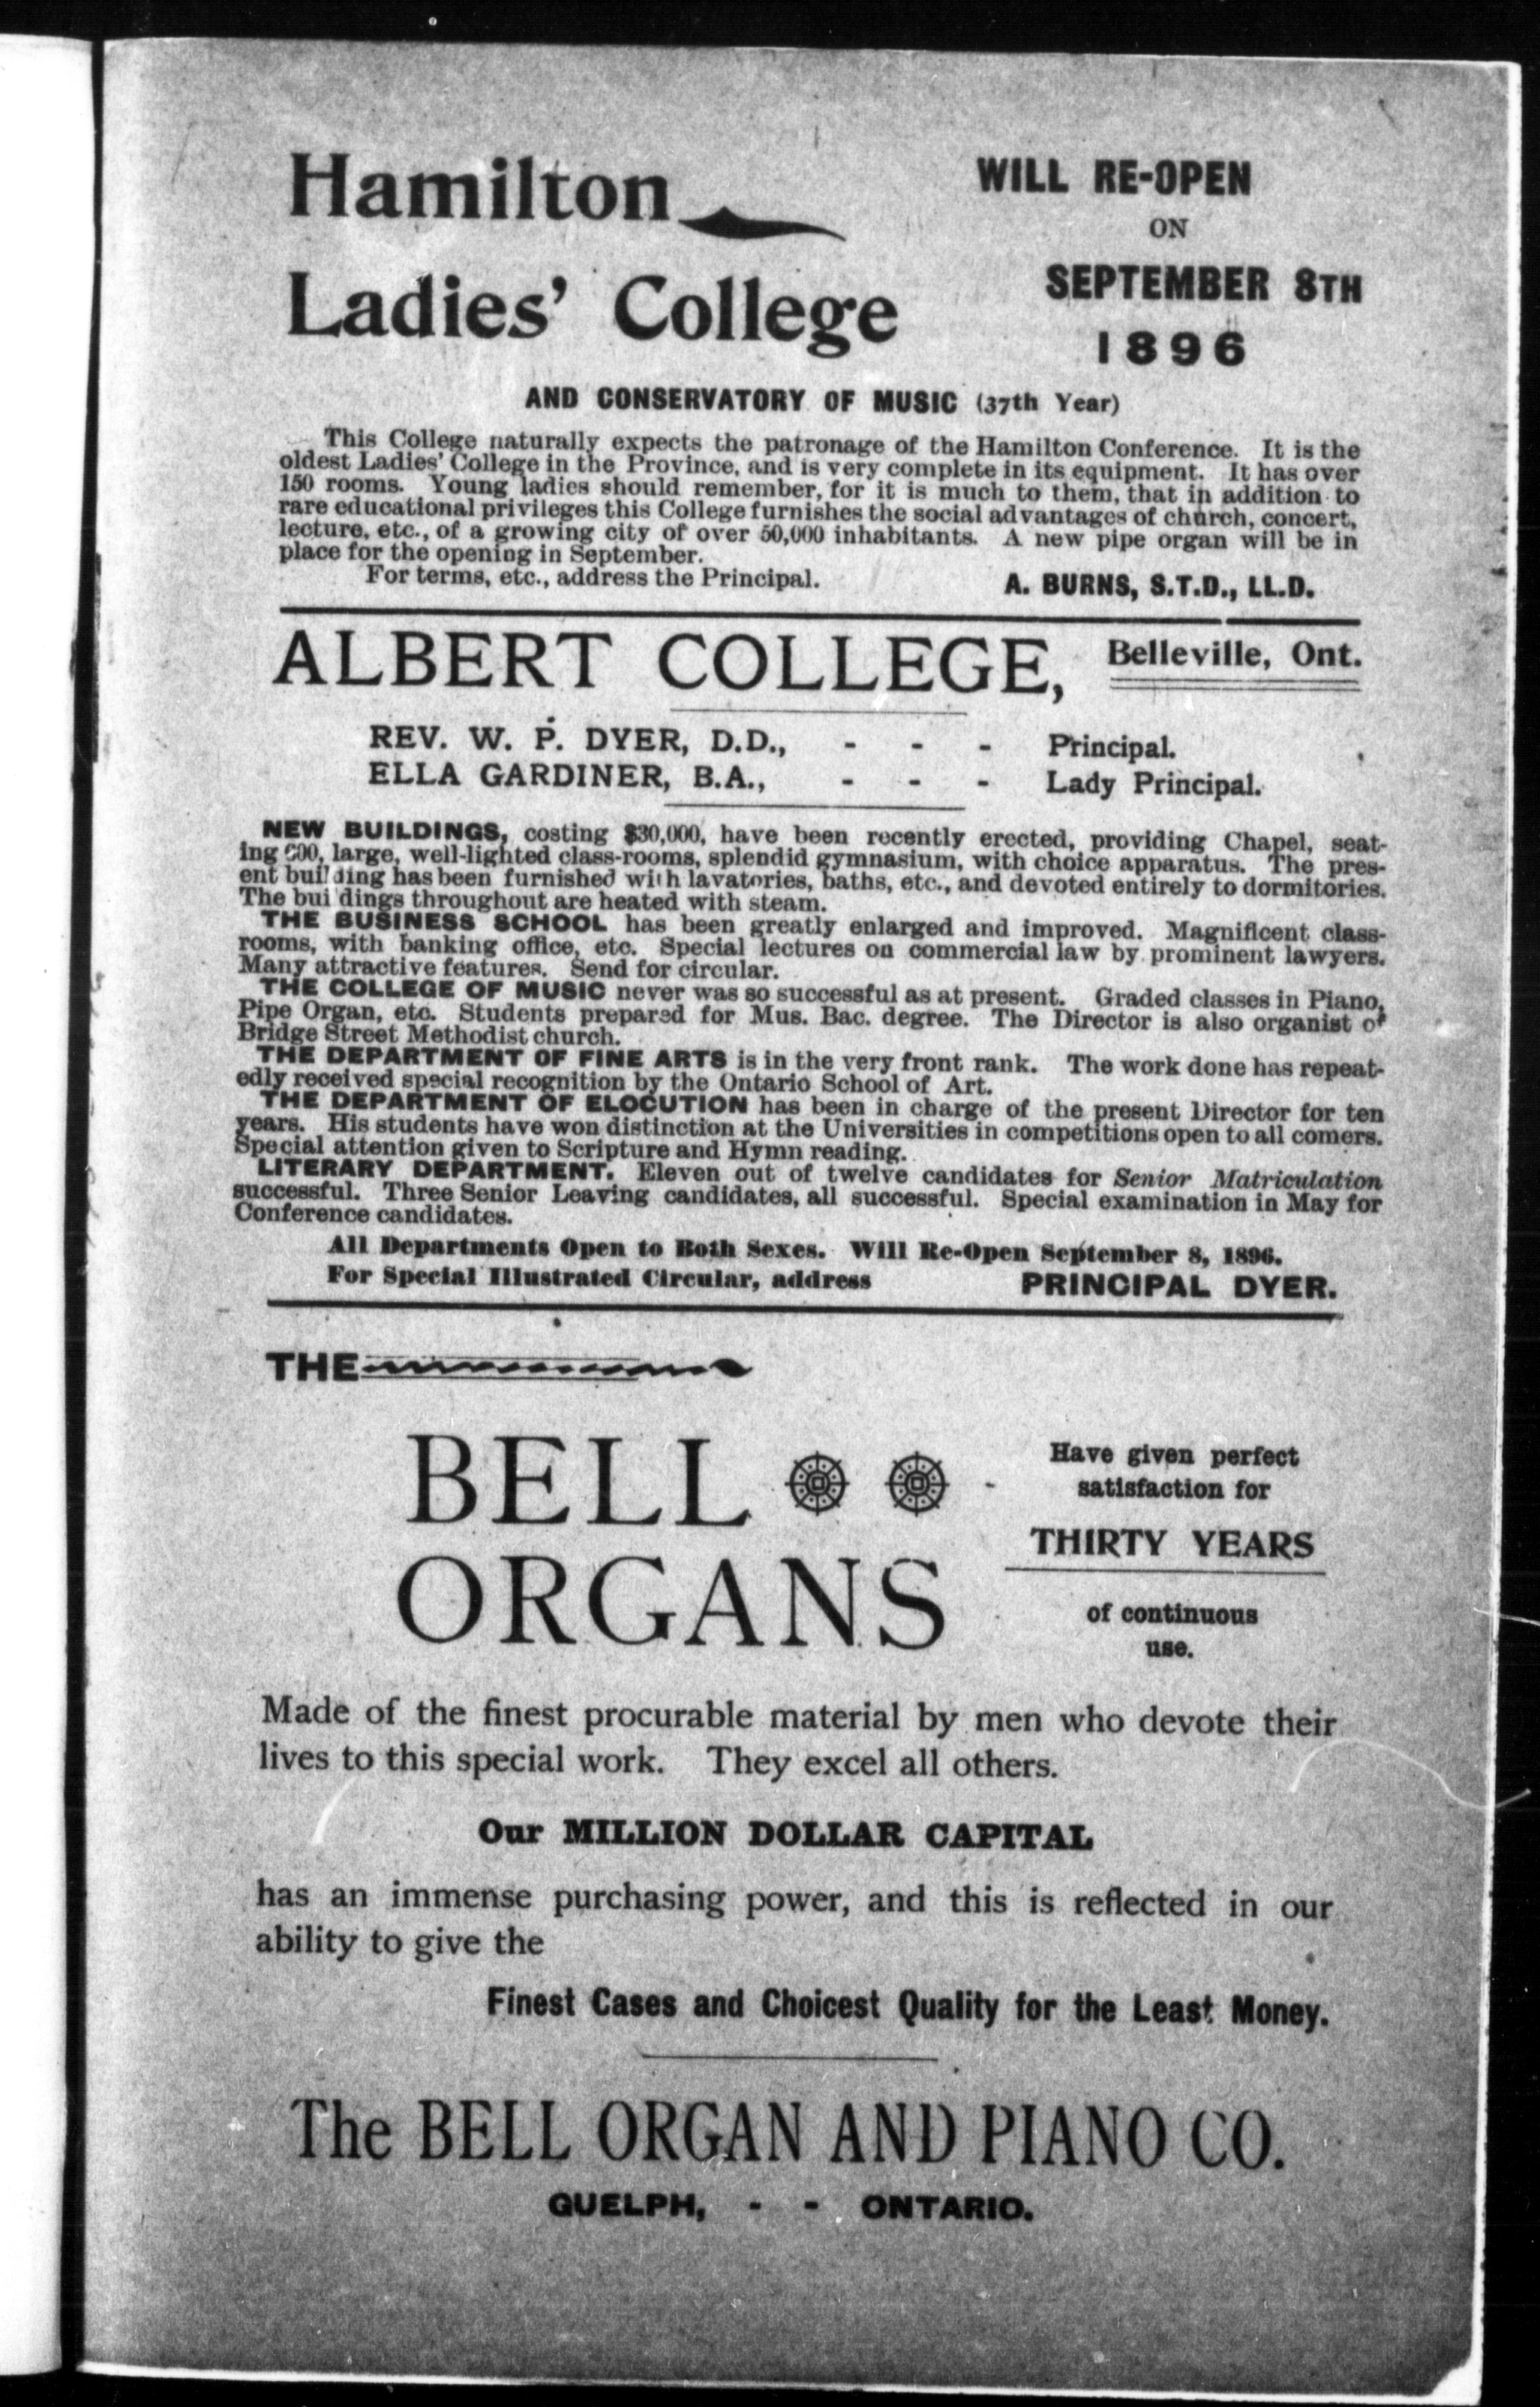 Hamilton
Ladies' College
WILL RE-OPEN
ON
SEPTEMBER 8TH
1896
AND CONSERVATORY OF MUSIC (37th Year)
This College naturally expects the patronage of the Hamilton Conference. It is the
oldest Ladies' College in the Province, and is very complete in its equipment. It has over
150 rooms. Young ladies should remember, for it is much to them, that in addition to
rare educational privileges this College furnishes the social advantages of church, concert,
lecture, etc., of a growing city of over 50,000 inhabitants. A new pipe organ will be in
place for the opening in September.
For terms, etc., address the Principal. A. BURNS, S.T.D., LL.D.
ALBERT COLLEGE, Belleville, Ont.
REV. W. P. DYER, D.D., - - - Principal.
ELLA GARDINER, B.A., - - - Lady Principal.
NEW BUILDINGS, costing $30,000, have been recently erected, providing Chapel, seat-
ing large, well-lighted class-rooms, splendid gymnasium, with choice apparatus. The pres-
ent building has been furnished with lavatories, baths, etc., and devoted entirely to dormitories.
The bui dings throughout are heated with steam.
THE BUSINESS SCHOOL has been greatly enlarged and improved. Magnificent class-
rooms, with banking office, etc. Special lectures on commercial law by prominent lawyers.
Many attractive features. Send for circular.
THE COLLEGE OF MUSIC never was so successful as at present. Graded classes in Piano,
Pipe Organ, etc. Students prepared for Mus. Bac. degree. The Director is also organist of
Bridge Street Methodist church.
THE DEPARTMENT OF FINE ARTS is in the very front rank. The work done has repeat-
edly received special recognition by the Ontario School of Art.
THE DEPARTMENT OF ELOCUTION has been in charge of the present Director for ten
years. His students have won distinction at the Universities in competitions open to all comers.
Special attention given to Scripture and Hymn reading.
LITERARY DEPARTMENT. Eleven out of twelve candidates for Senior Matriculation
successful. Three Senior Leaving candidates, all successful. Special examination in May for
Conference candidates.
All Departments Open to Both Sexes. Will Re-Open September 8, 1896.
For Special Illustrated Circular, address PRINCIPAL DYER.
THE
BELL
ORGANS
Have given perfect
satisfaction for
THIRTY YEARS
of continuous
use.
Made of the finest procurable material by men who devote their
lives to this special work. They excel all others.
Our MILLION DOLLAR CAPITAL
has an immense purchasing power, and this is reflected in our
ability to give the
Finest Cases and Choicest Quality for the Least Money.
The BELL ORGAN AND PIANO CO.
GUELPH, - - ONTARIO.